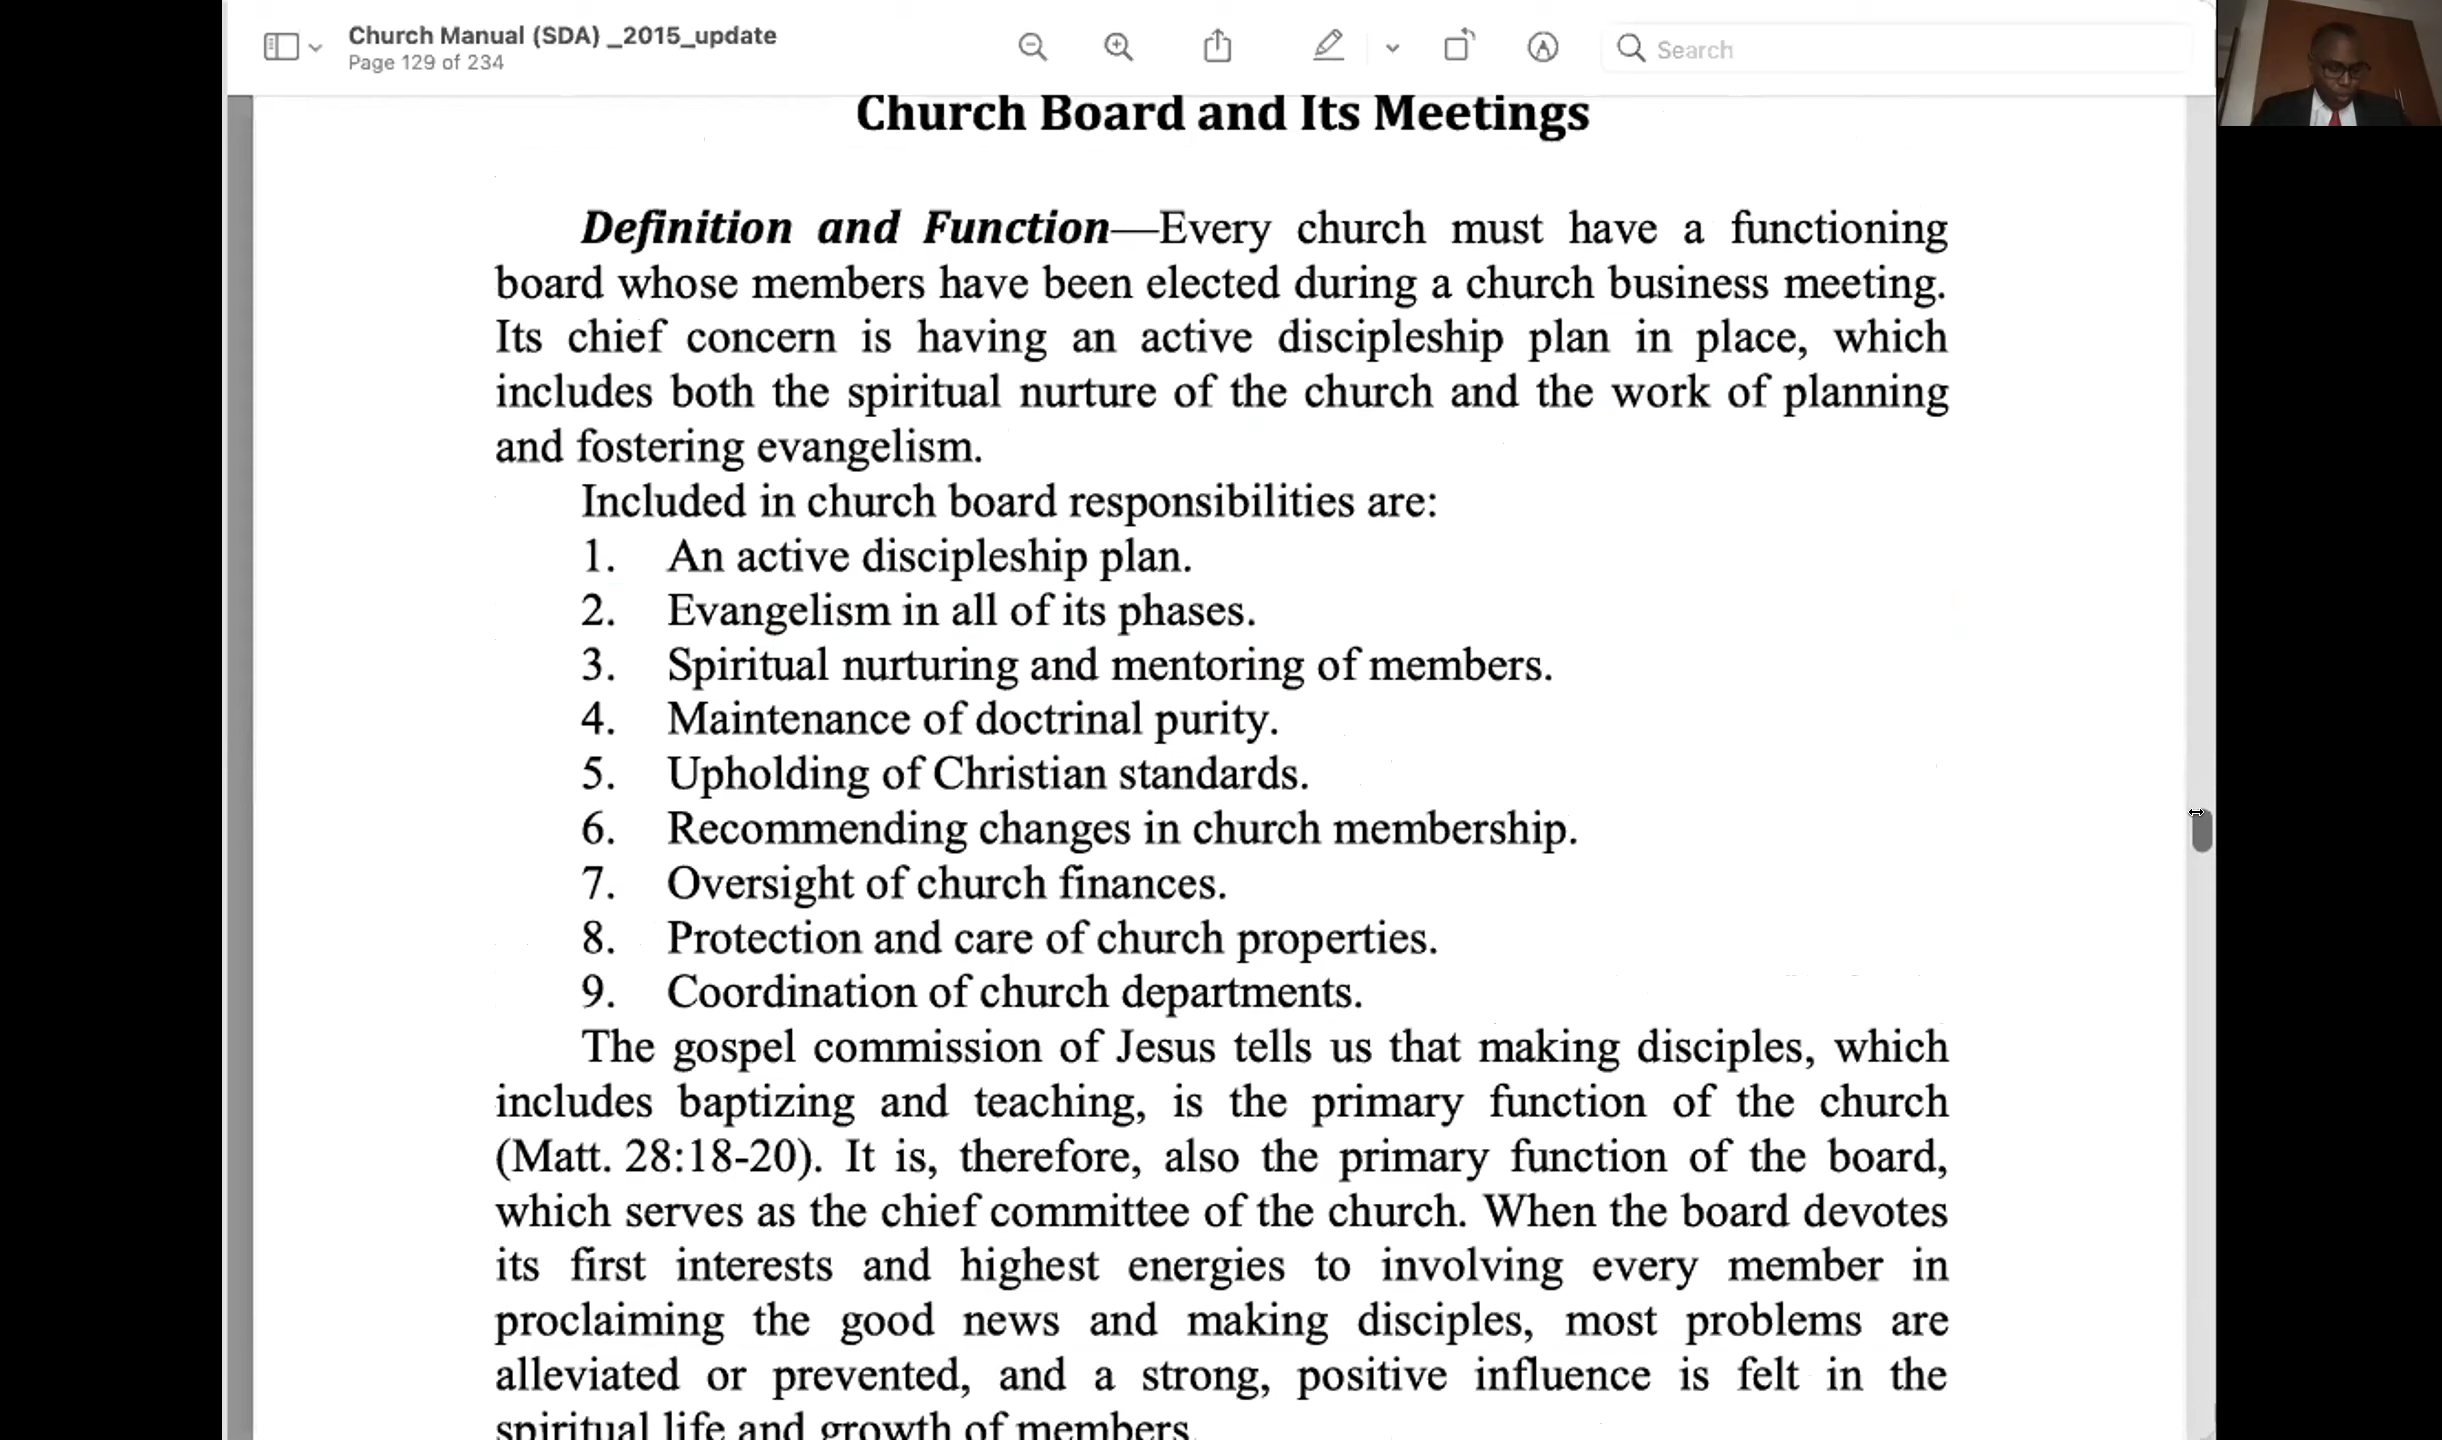 Church Manual (SDA) _2015_update
Page 129 of 234
Search
Church Board and Its Meetings
Definition and Function—Every church must have a functioning
board whose members have been elected during a church business meeting.
Its chief concern is having an active discipleship plan in place, which
includes both the spiritual nurture of the church and the work of planning
and fostering evangelism.
Included in church board responsibilities are:
1. An active discipleship plan.
2. Evangelism in all of its phases.
3. Spiritual nurturing and mentoring of members.
4. Maintenance of doctrinal purity.
5. Upholding of Christian standards.
6. Recommending changes in church membership.
7. Oversight of church finances.
8. Protection and care of church properties.
9. Coordination of church departments.
The gospel commission of Jesus tells us that making disciples, which
includes baptizing and teaching, is the primary function of the church
(Matt. 28:18-20). It is, therefore, also the primary function of the board,
which serves as the chief committee of the church. When the board devotes
its first interests and highest energies to involving every member in
proclaiming the good news and making disciples, most problems are
alleviated or prevented, and a strong, positive influence is felt in the
spiritual life and growth of members.